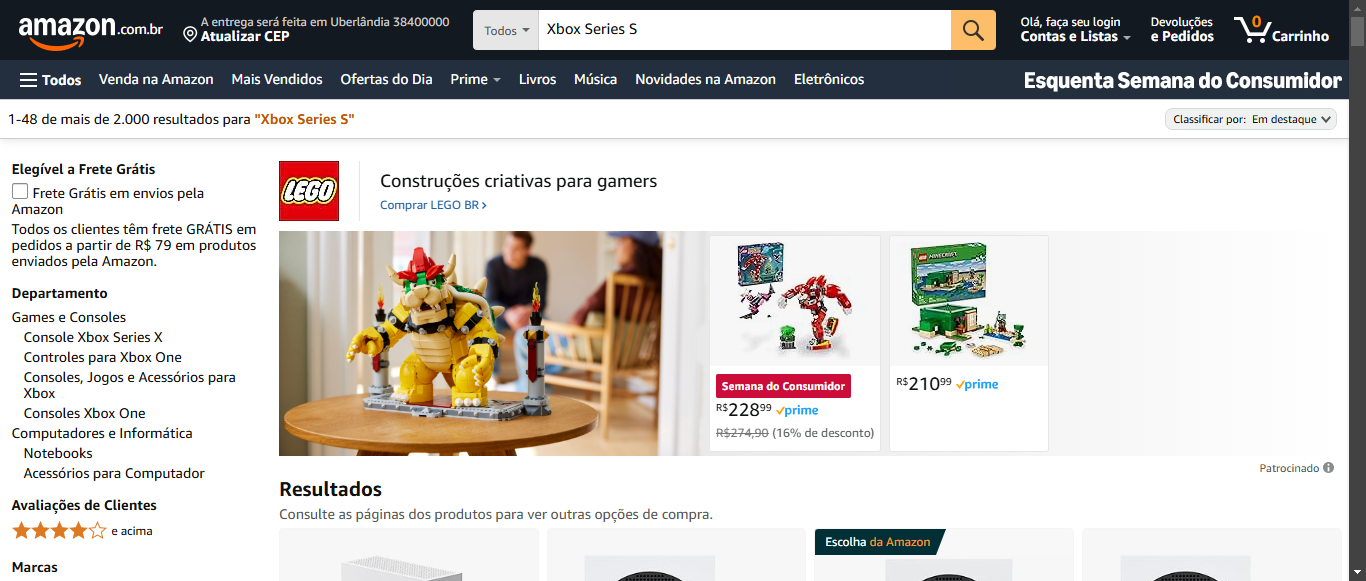 amazon.com.br
A entrega será feita em Uberlândia 38400000
Atualizar CEP
Todos
Xbox Series S
Olá, faça seu login
Contas e Listas
Devoluções
e Pedidos
0
Carrinho
Todos
Venda na Amazon
Mais Vendidos
Ofertas do Dia
Prime
Livros
Música
Novidades na Amazon
Eletrônicos
Esquenta Semana do Consumidor
1-48 de mais de 2.000 resultados para "Xbox Series S"
Classificar por: Em destaque
Elegível a Frete Grátis
Frete Grátis em envios pela
Amazon
Todos os clientes têm frete GRÁTIS em
pedidos a partir de R$ 79 em produtos
enviados pela Amazon.
Departamento
Games e Consoles
Console Xbox Series X
Controles para Xbox One
Consoles, Jogos e Acessórios para
Xbox
Consoles Xbox One
Computadores e Informática
Notebooks
Acessórios para Computador
Avaliações de Clientes
e acima
Marcas
LEGO
Construções criativas para gamers
Comprar LEGO BR ›
Semana do Consumidor
R$22899 prime
R$274,90 (16% de desconto)
MINECRAFT
R$21099 prime
Patrocinado
Resultados
Consulte as páginas dos produtos para ver outras opções de compra.
Escolha da Amazon